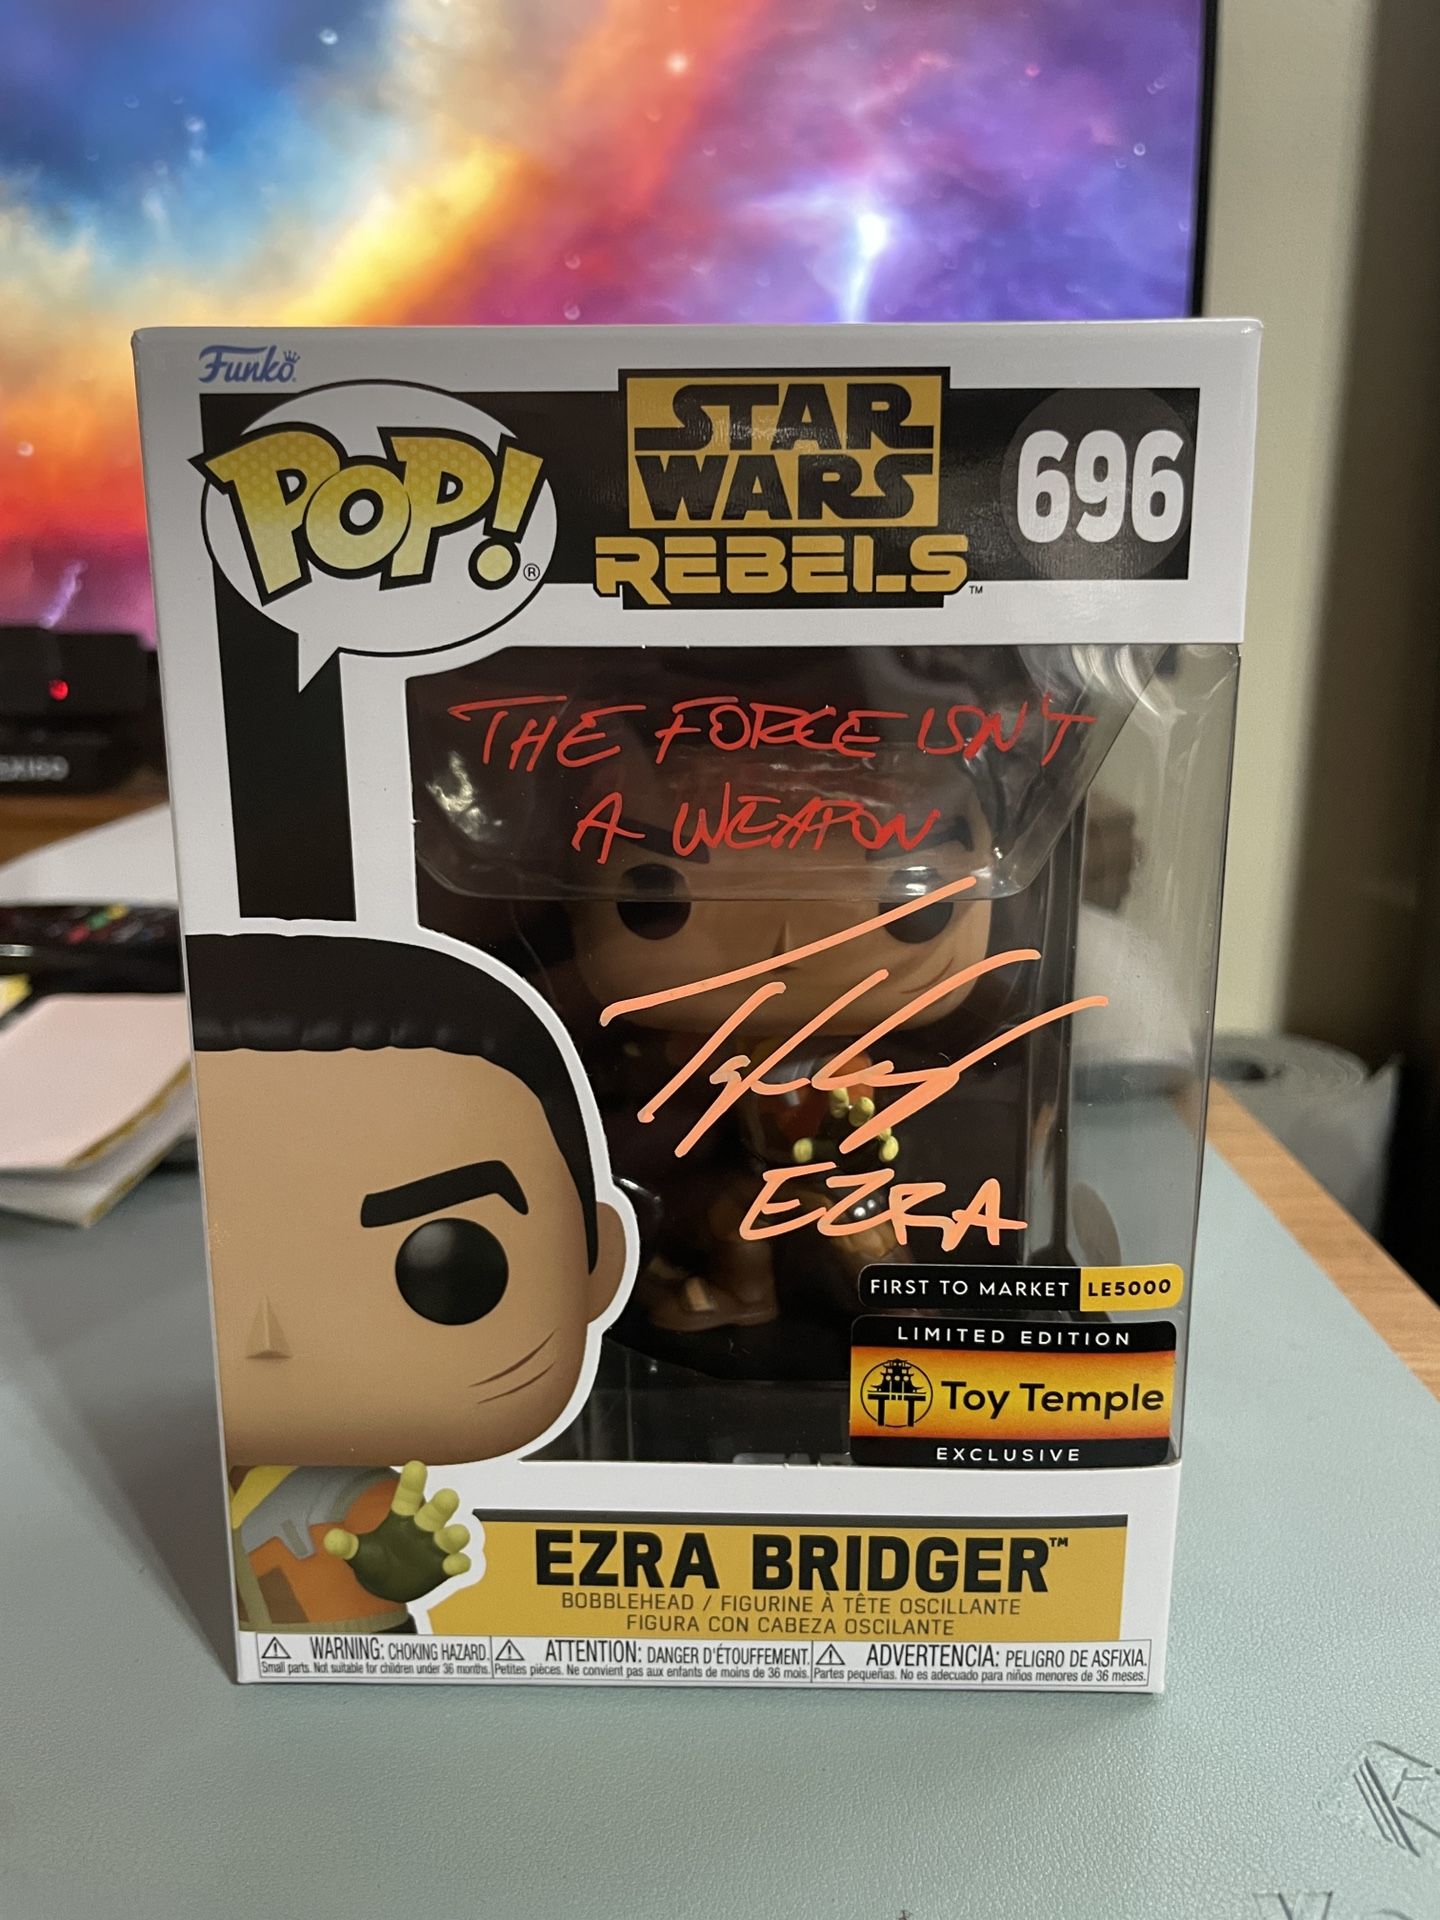 Funko
POP!®
STAR
WARS
REBELS™
696
THE FORCE ISN'T
A WEAPON
EZRA
FIRST TO MARKET LE5000
LIMITED EDITION
Toy Temple
EXCLUSIVE
EZRA BRIDGER™
BOBBLEHEAD / FIGURINE À TÊTE OSCILLANTE
FIGURA CON CABEZA OSCILANTE
⚠ WARNING: CHOKING HAZARD.
Small parts. Not suitable for children under 36 months.
⚠ ATTENTION: DANGER D'ÉTOUFFEMENT.
Petites pièces. Ne convient pas aux enfants de moins de 36 mois.
⚠ ADVERTENCIA: PELIGRO DE ASFIXIA.
Partes pequeñas. No es adecuado para niños menores de 36 meses.